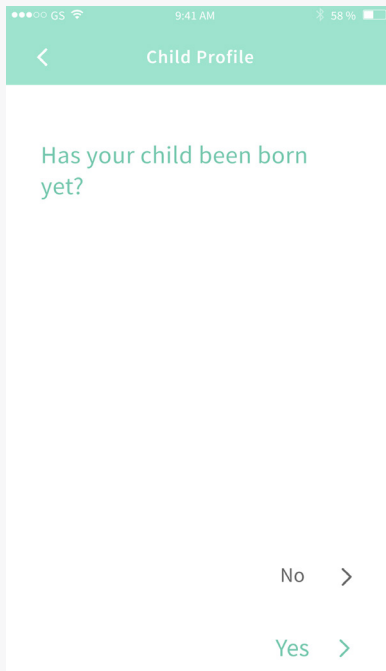 GS 9:41 AM 58 %
Child Profile
Has your child been born
yet?
No
Yes